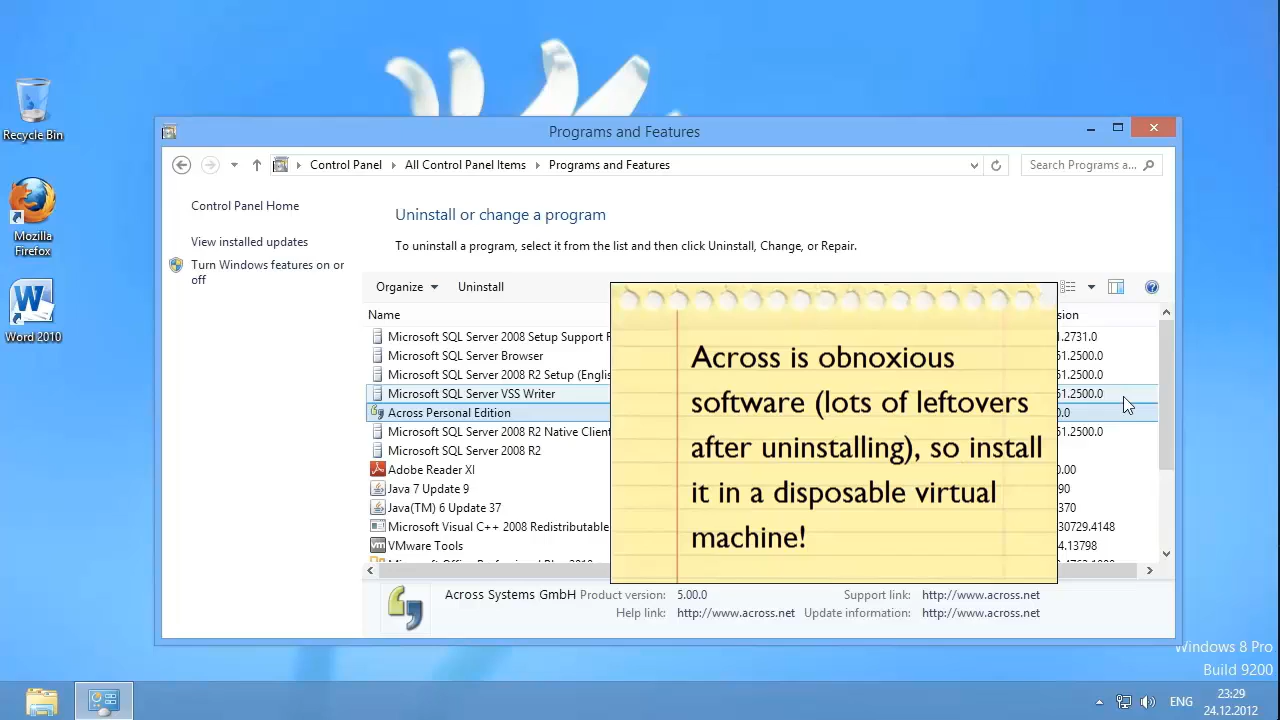 Recycle Bin
Mozilla
Firefox
Word 2010
Programs and Features
Control Panel
All Control Panel Items
Programs and Features
Search Programs a...
Control Panel Home
View installed updates
Turn Windows features on or
off
Uninstall or change a program
To uninstall a program, select it from the list and then click Uninstall, Change, or Repair.
Organize
Uninstall
Name
Microsoft SQL Server 2008 Setup Support
Microsoft SQL Server Browser
Microsoft SQL Server 2008 R2 Setup (Englis
Microsoft SQL Server VSS Writer
Across Personal Edition
Microsoft SQL Server 2008 R2 Native Client
Microsoft SQL Server 2008 R2
Adobe Reader XI
Java 7 Update 9
Java(TM) 6 Update 37
Microsoft Visual C++ 2008 Redistributable
VMware Tools
Across is obnoxious
software (lots of leftovers
after uninstalling), so install
it in a disposable virtual
machine!
sion
.2731.0
51.2500.0
51.2500.0
0.0
51.2500.0
.00
90
370
30729.4148
.13798
Across Systems GmbH
Product version: 5.00.0
Support link: http://www.across.net
Help link: http://www.across.net
Update information: http://www.across.net
Windows 8 Pro
Build 9200
ENG
23:29
24.12.2012